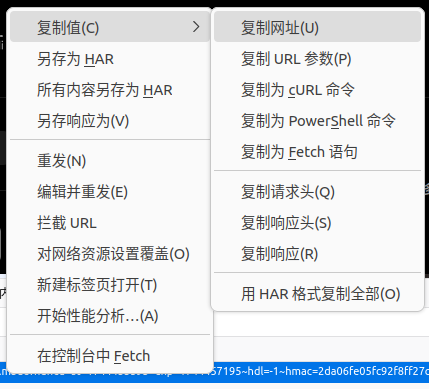 复制值(C)
另存为 HAR
所有内容另存为 HAR
另存响应为(V)
重发(N)
编辑并重发(E)
拦截 URL
对网络资源设置覆盖(O)
新建标签页打开(T)
开始性能分析…(A)
在控制台中 Fetch
复制网址(U)
复制 URL 参数(P)
复制为 cURL 命令
复制为 PowerShell 命令
复制为 Fetch 语句
复制请求头(Q)
复制响应头(S)
复制响应(R)
用 HAR 格式复制全部(O)
57195~hdl=-1~hmac=2da06fe05fc92f8ff27c